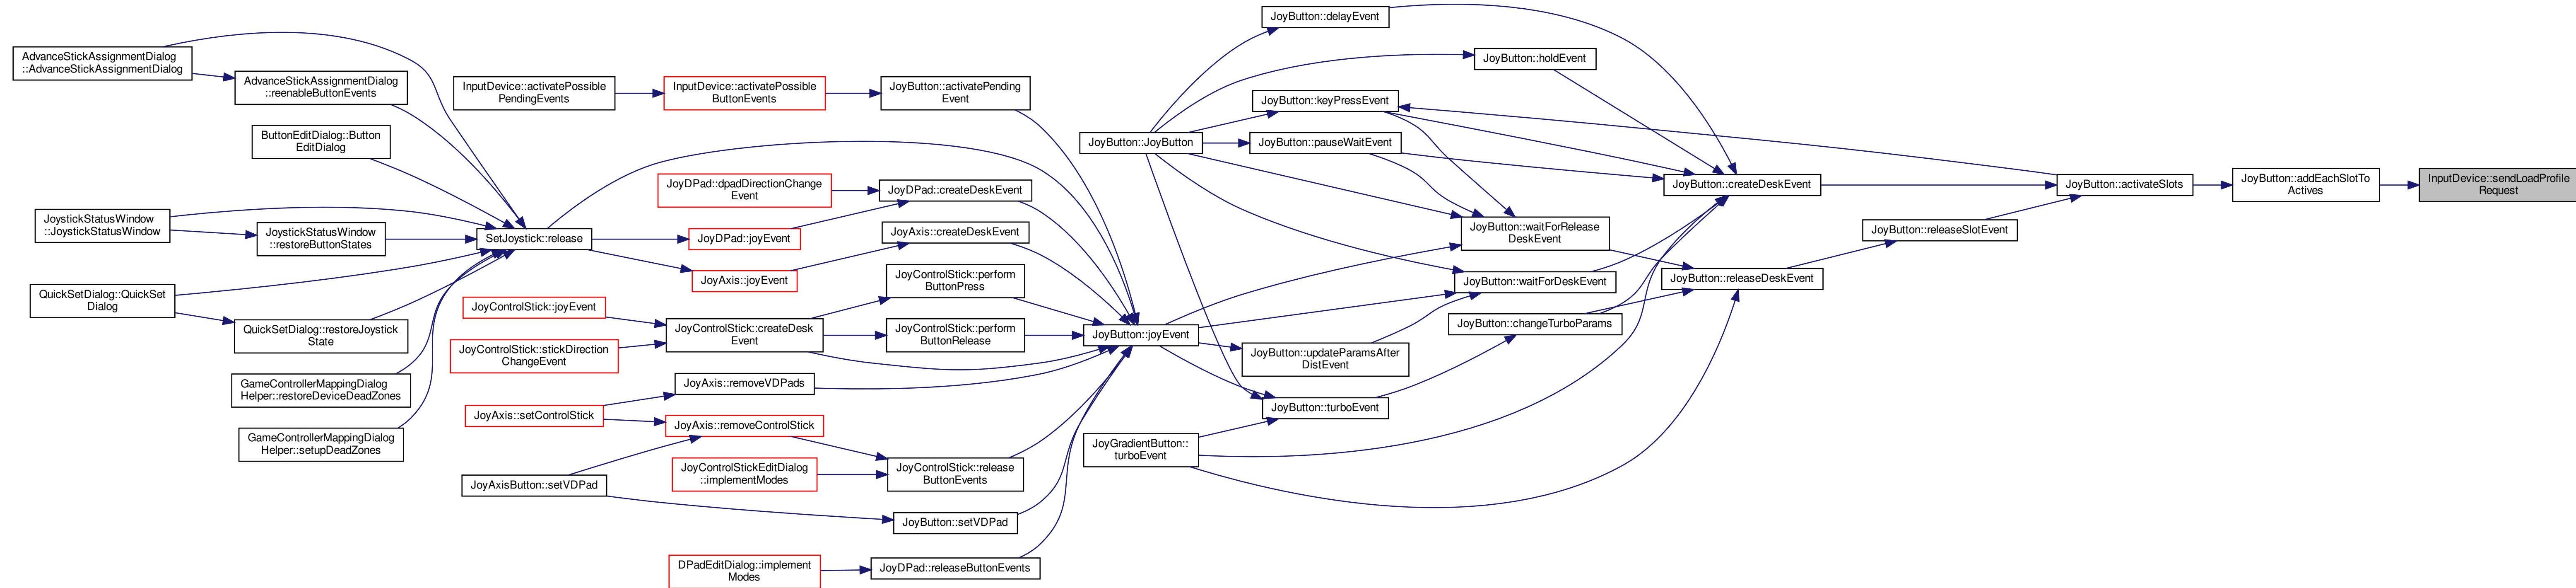 AdvanceStickAssignmentDialog
::AdvanceStickAssignmentDialog
AdvanceStickAssignmentDialog
::reenableButtonEvents
ButtonEditDialog::Button
EditDialog
JoystickStatusWindow
::JoystickStatusWindow
JoystickStatusWindow
::restoreButtonStates
QuickSetDialog::QuickSet
Dialog
QuickSetDialog::restoreJoystick
State
GameControllerMappingDialog
Helper::restoreDeviceDeadZones
GameControllerMappingDialog
Helper::setupDeadZones
SetJoystick::release
InputDevice::activatePossible
PendingEvents
InputDevice::activatePossible
ButtonEvents
JoyButton::activatePending
Event
JoyDPad::dpadDirectionChange
Event
JoyDPad::createDeskEvent
JoyDPad::joyEvent
JoyAxis::createDeskEvent
JoyAxis::joyEvent
JoyControlStick::perform
ButtonPress
JoyControlStick::joyEvent
JoyControlStick::createDesk
Event
JoyControlStick::perform
ButtonRelease
JoyControlStick::stickDirection
ChangeEvent
JoyAxis::removeVDPads
JoyAxis::setControlStick
JoyAxis::removeControlStick
JoyControlStickEditDialog
::implementModes
JoyControlStick::release
ButtonEvents
JoyAxisButton::setVDPad
JoyButton::setVDPad
DPadEditDialog::implement
Modes
JoyDPad::releaseButtonEvents
JoyButton::JoyButton
JoyButton::joyEvent
JoyGradientButton::
turboEvent
JoyButton::delayEvent
JoyButton::holdEvent
JoyButton::keyPressEvent
JoyButton::pauseWaitEvent
JoyButton::waitForRelease
DeskEvent
JoyButton::waitForDeskEvent
JoyButton::changeTurboParams
JoyButton::updateParamsAfter
DistEvent
JoyButton::turboEvent
JoyButton::createDeskEvent
JoyButton::releaseDeskEvent
JoyButton::releaseSlotEvent
JoyButton::activateSlots
JoyButton::addEachSlotTo
Actives
InputDevice::sendLoadProfile
Request